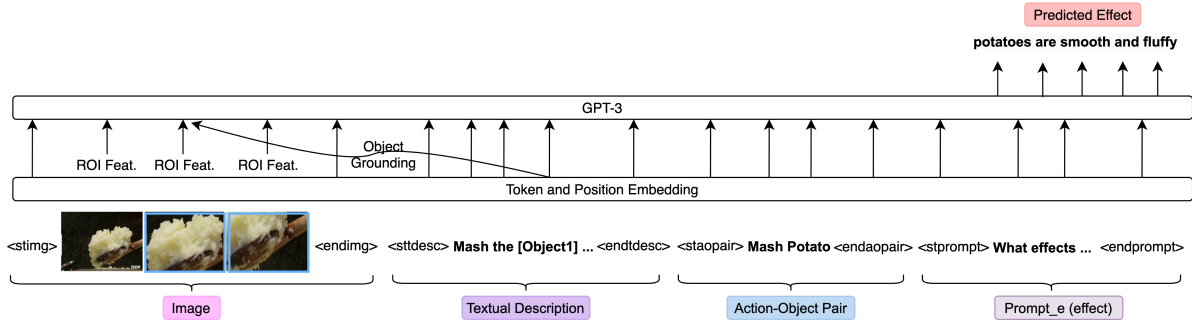 Predicted Effect
potatoes are smooth and fluffy
GPT-3
Object
Grounding
ROI Feat. ROI Feat. ROI Feat.
Token and Position Embedding
<stimg> <endimg> <sttdesc> Mash the [Object1] ... <endtdesc> <staopair> Mash Potato <endaopair> <stprompt> What effects ... <endprompt>
Image Textual Description Action-Object Pair Prompt_e (effect)